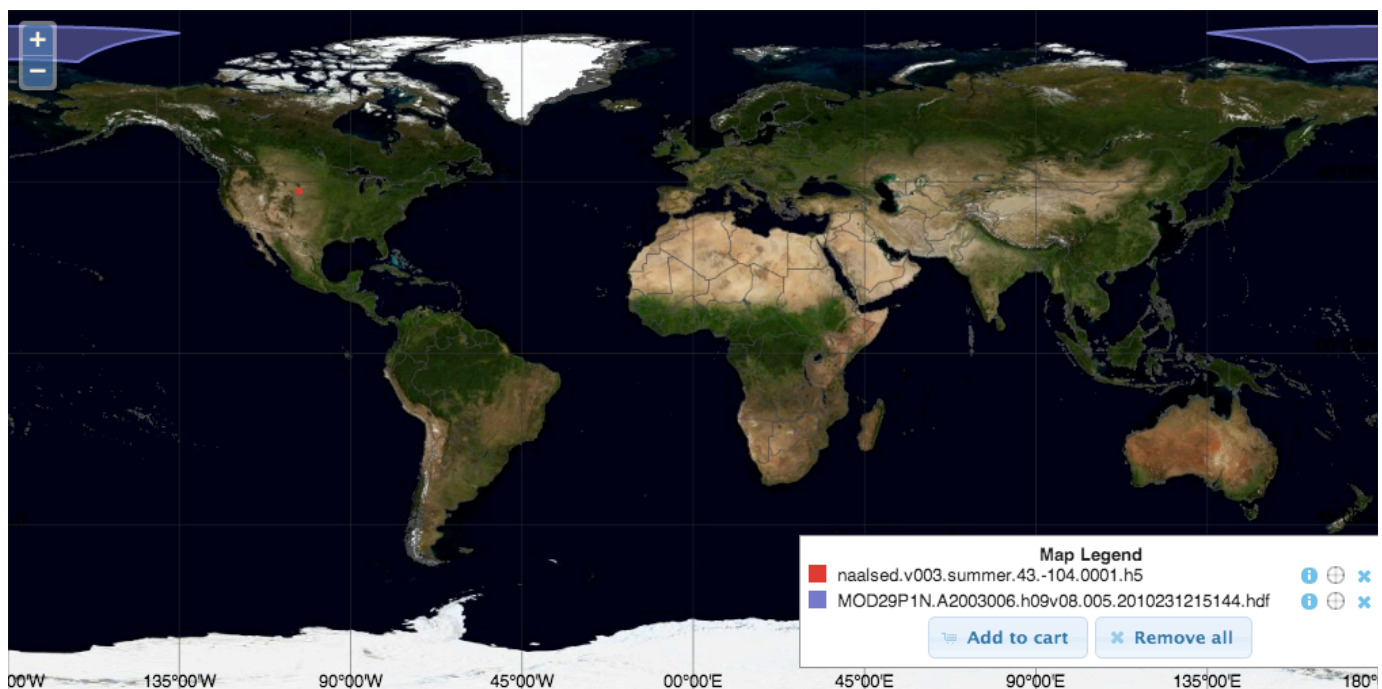 +
−
Map Legend
naalsed.v003.summer.43.-104.0001.h5
MOD29P1N.A2003006.h09v08.005.2010231215144.hdf
Add to cart
Remove all
00°W 135°00'W 90°00'W 45°00'W 00°00'E 45°00'E 90°00'E 135°00'E 180°